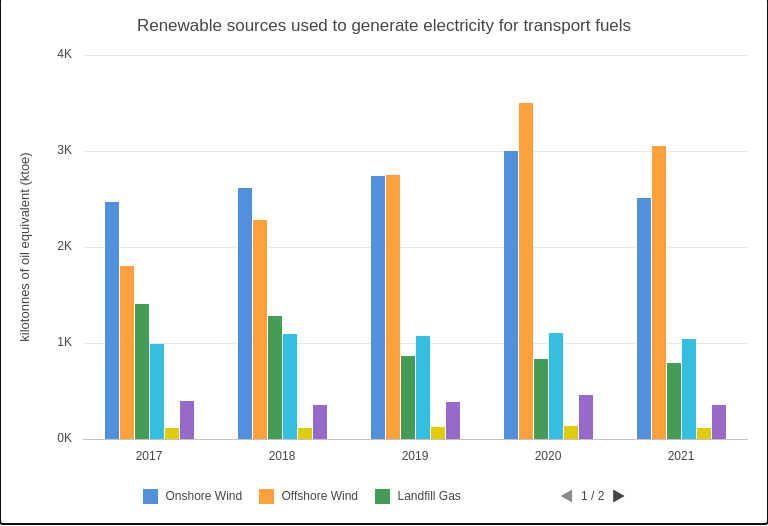 Renewable sources used to generate electricity for transport fuels
kilotonnes of oil equivalent (ktoe)
4K
3K
2K
1K
0K
2017 2018 2019 2020 2021
Onshore Wind Offshore Wind Landfill Gas 1 / 2